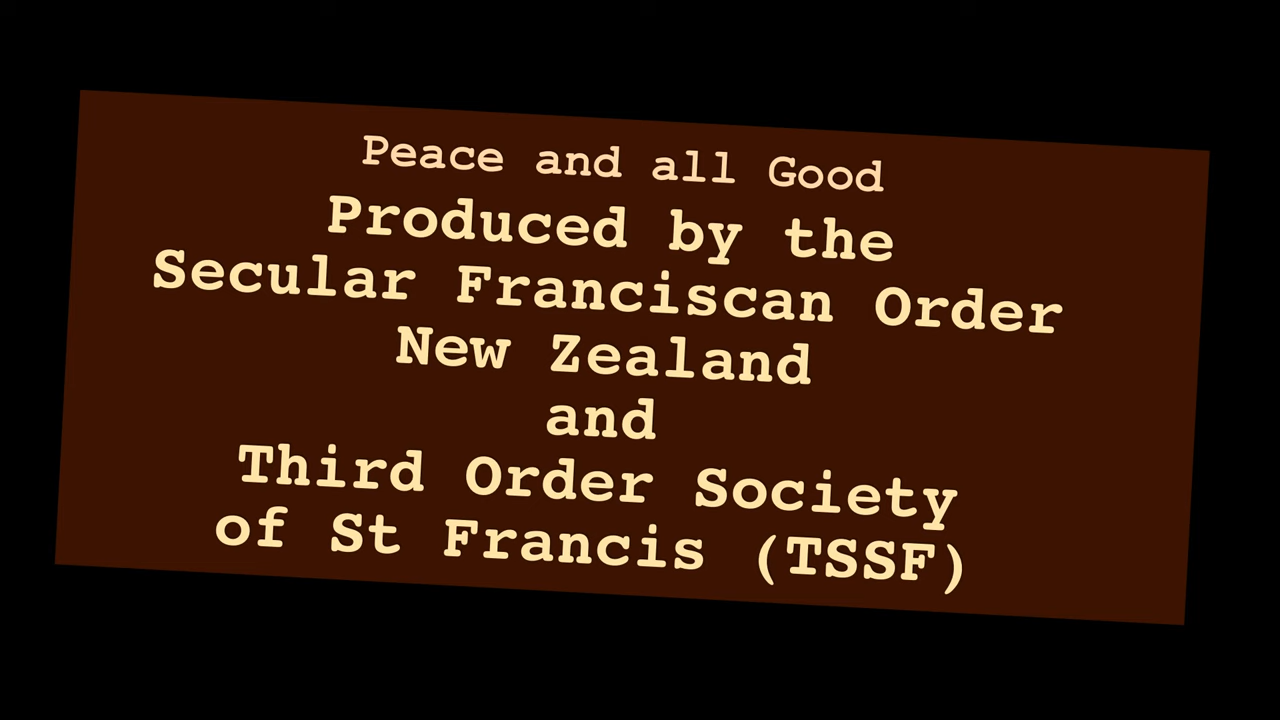 Peace and all Good
Produced by the
Secular Franciscan Order
New Zealand
and
Third Order Society
of St Francis (TSSF)